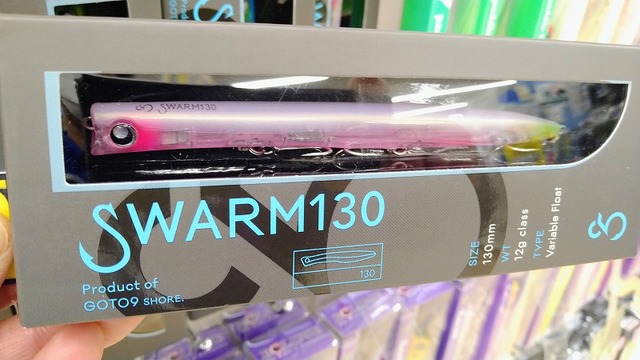 SWARM130
SWARM130
130
Product of
GOTO9 SHORE.
SIZE
130mm
WT
12g class
TYPE
Variable Float